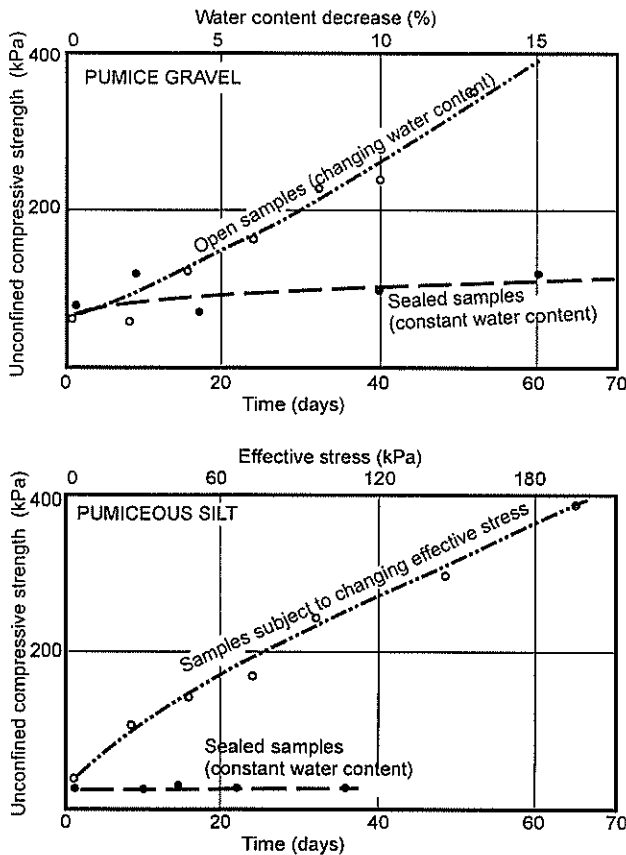 Water content decrease (%)
0 5 10 15
400
PUMICE GRAVEL
Open samples (changing water content)
200
Sealed samples
(constant water content)
Unconfined compressive strength (kPa)
0 20 40 60 70
Time (days)
Effective stress (kPa)
0 60 120 180
400
PUMICEOUS SILT
Samples subject to changing effective stress
200
Sealed samples
(constant water content)
Unconfined compressive strength (kPa)
0 20 40 60 70
Time (days)